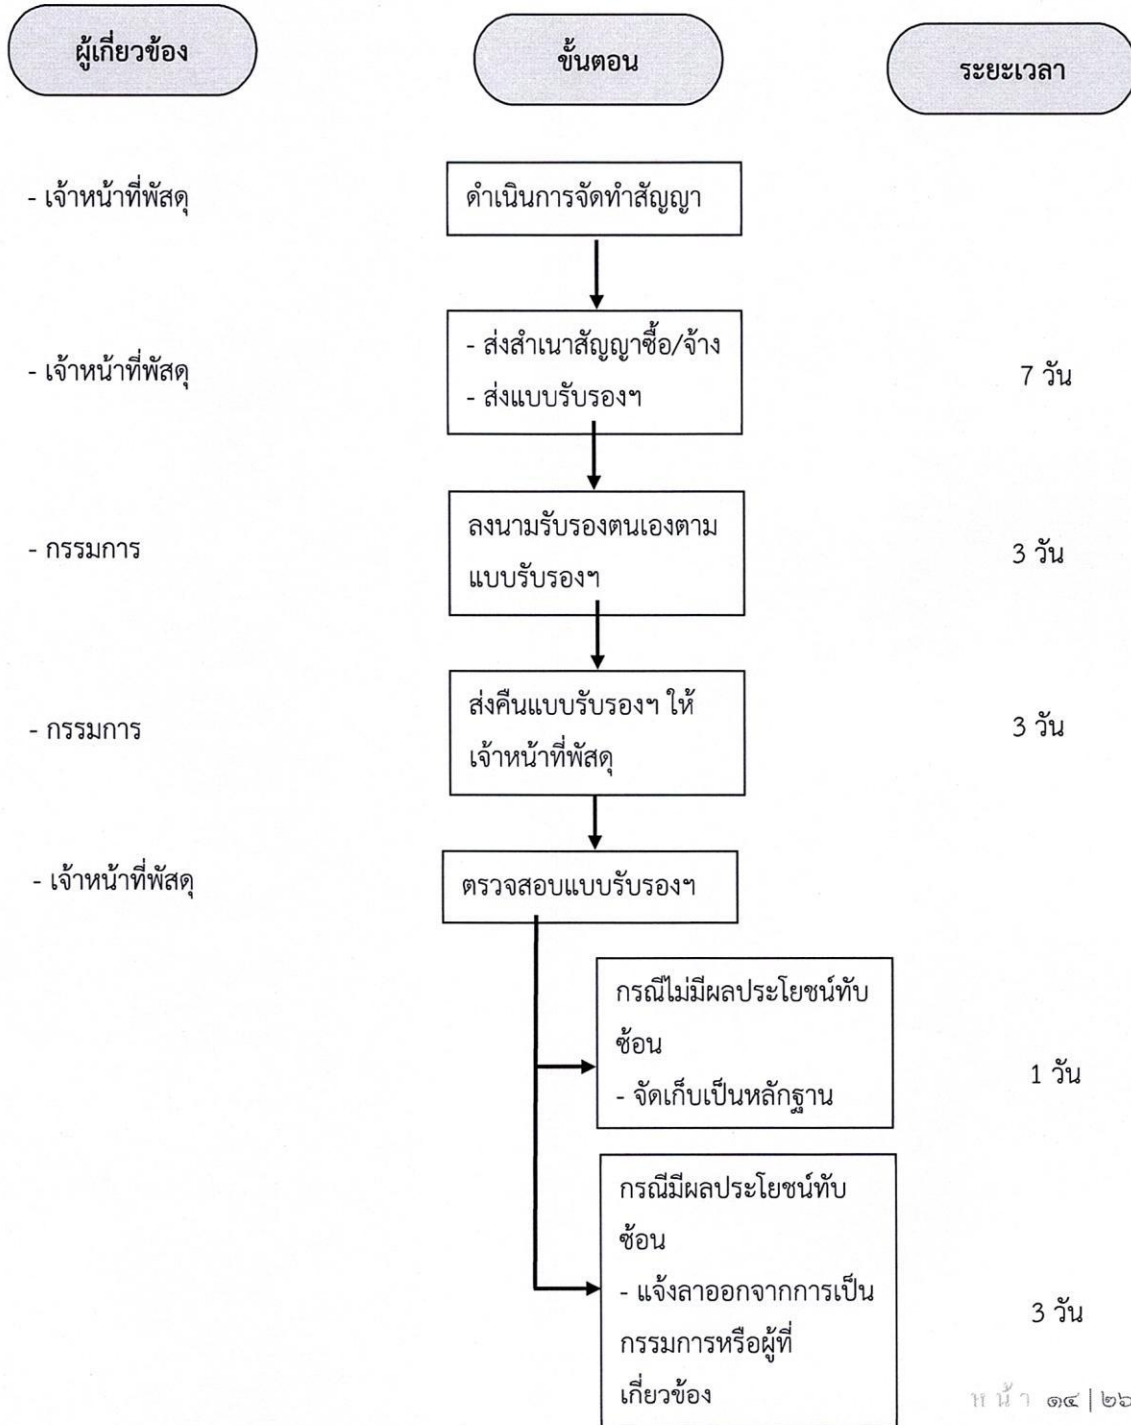 ผู้เกี่ยวข้อง
ขั้นตอน
ระยะเวลา
- เจ้าหน้าที่พัสดุ
ดำเนินการจัดทำสัญญา
- เจ้าหน้าที่พัสดุ
- ส่งสำเนาสัญญาซื้อ/จ้าง
- ส่งแบบรับรองฯ
7 วัน
- กรรมการ
ลงนามรับรองตนเองตาม
แบบรับรองฯ
3 วัน
- กรรมการ
ส่งคืนแบบรับรองฯ ให้
เจ้าหน้าที่พัสดุ
3 วัน
- เจ้าหน้าที่พัสดุ
ตรวจสอบแบบรับรองฯ
กรณีไม่มีผลประโยชน์ทับ
ซ้อน
- จัดเก็บเป็นหลักฐาน
1 วัน
กรณีมีผลประโยชน์ทับ
ซ้อน
- แจ้งลาออกจากการเป็น
กรรมการหรือผู้ที่
เกี่ยวข้อง
3 วัน
หน้า ๑๔ | ๒๖